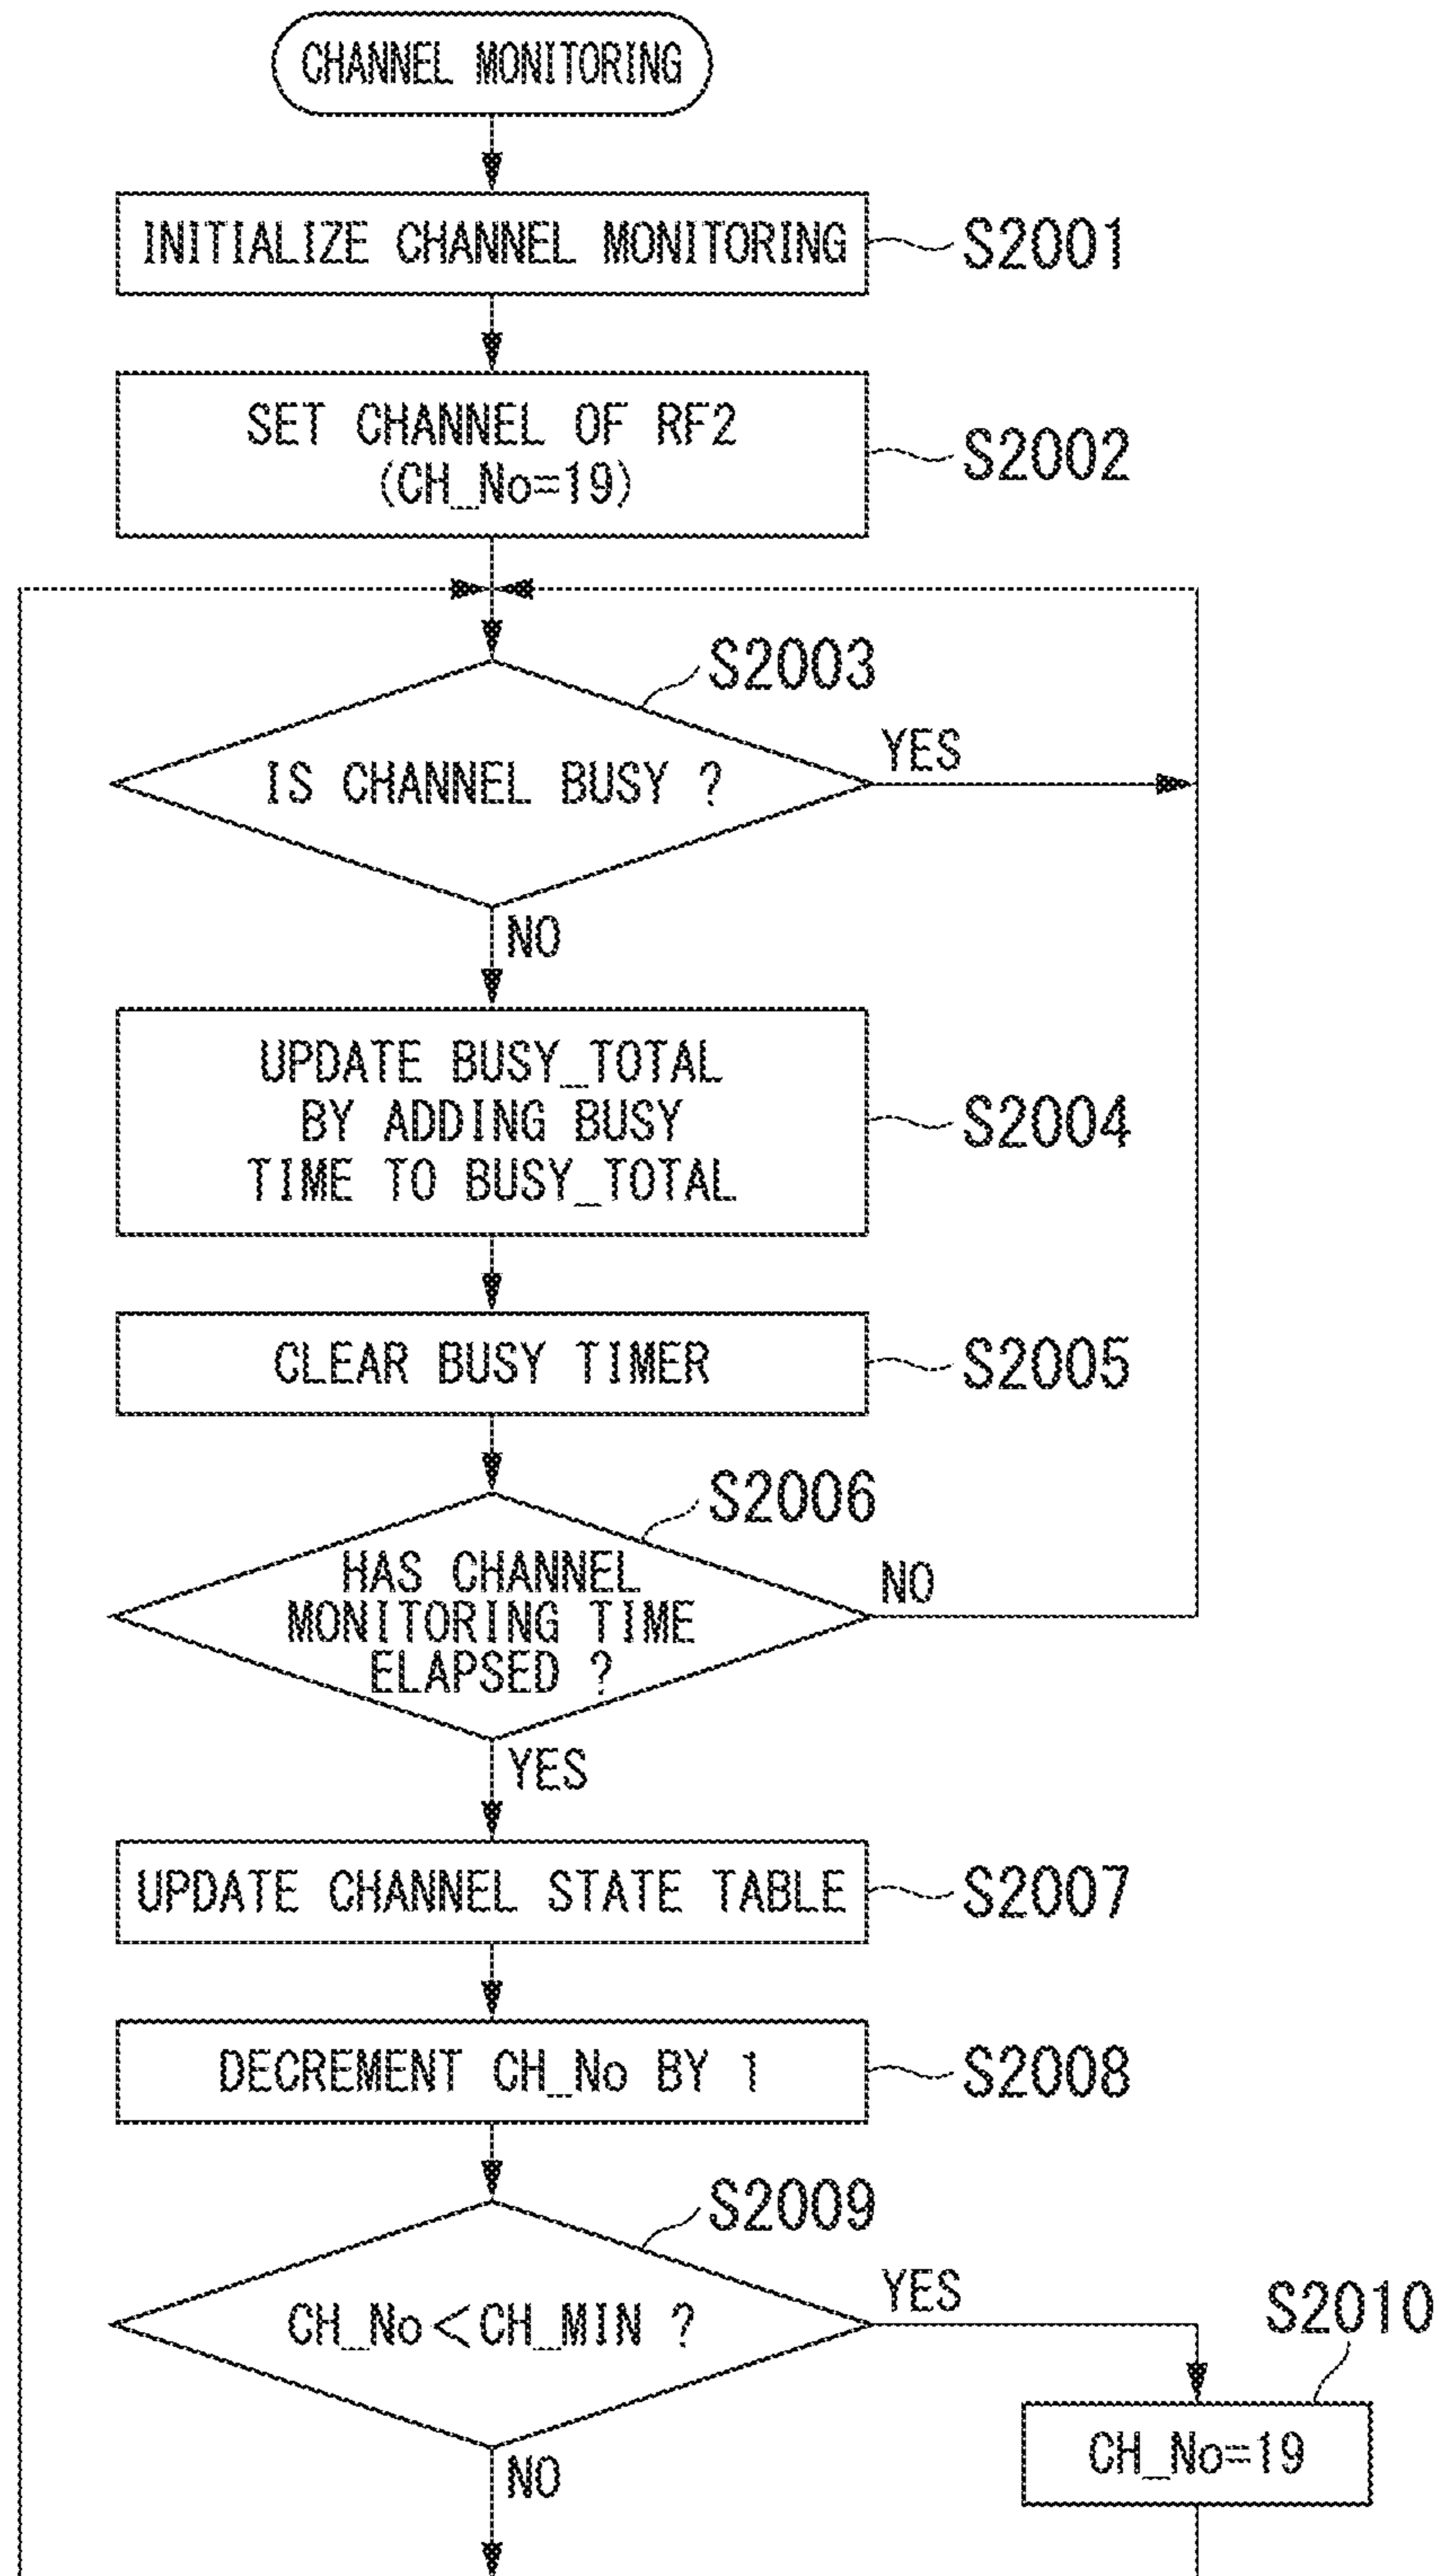 CHANNEL MONITORING
INITIALIZE CHANNEL MONITORING
S2001
SET CHANNEL OF RF2
(CH_No=19)
S2002
S2003
IS CHANNEL BUSY ?
YES
NO
UPDATE BUSY_TOTAL
BY ADDING BUSY
TIME TO BUSY_TOTAL
S2004
CLEAR BUSY TIMER
S2005
S2006
HAS CHANNEL
MONITORING TIME
ELAPSED ?
NO
YES
UPDATE CHANNEL STATE TABLE
S2007
DECREMENT CH_No BY 1
S2008
S2009
CH_No<CH_MIN ?
YES
S2010
CH_No=19
NO